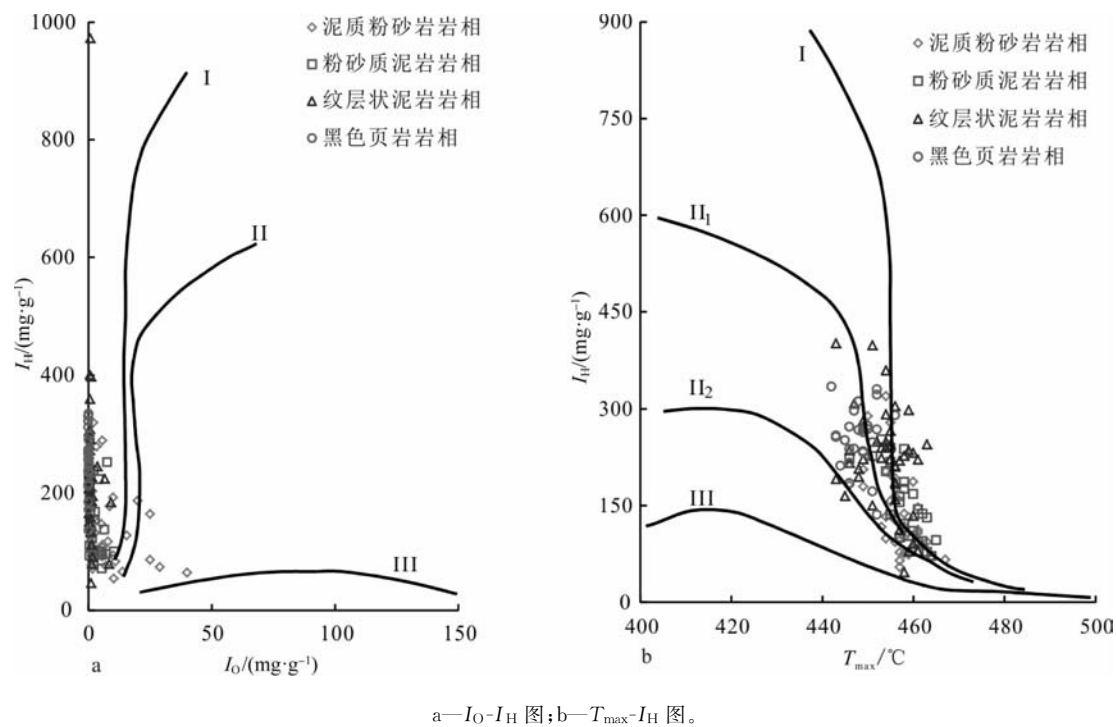 1000
800
600
400
200
0
I_H/(mg·g⁻¹)
I
II
III
◇ 泥质粉砂岩岩相
□ 粉砂质泥岩岩相
△ 纹层状泥岩岩相
○ 黑色页岩岩相
0 50 100 150
a I_O/(mg·g⁻¹)
900
750
600
450
300
150
0
I_H/(mg·g⁻¹)
I
II₁
II₂
III
◇ 泥质粉砂岩岩相
□ 粉砂质泥岩岩相
△ 纹层状泥岩岩相
○ 黑色页岩岩相
400 420 440 460 480 500
b T_max/℃
a—I_O-I_H 图;b—T_max-I_H 图。